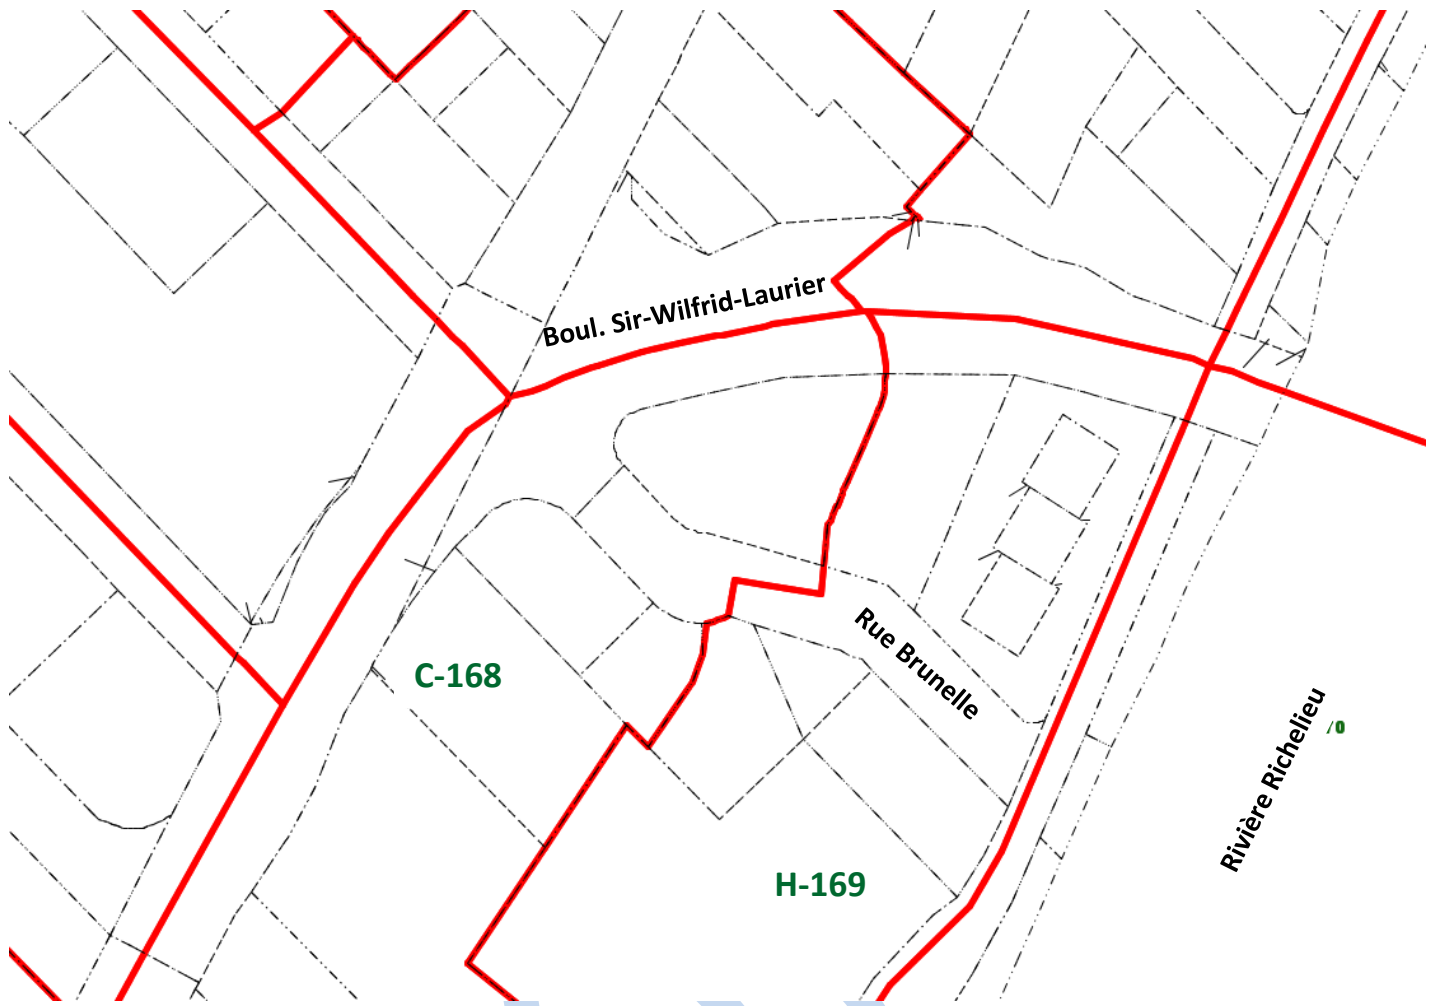 Boul. Sir-Wilfrid-Laurier
Rue Brunelle
C-168
Rivière Richelieu
H-169